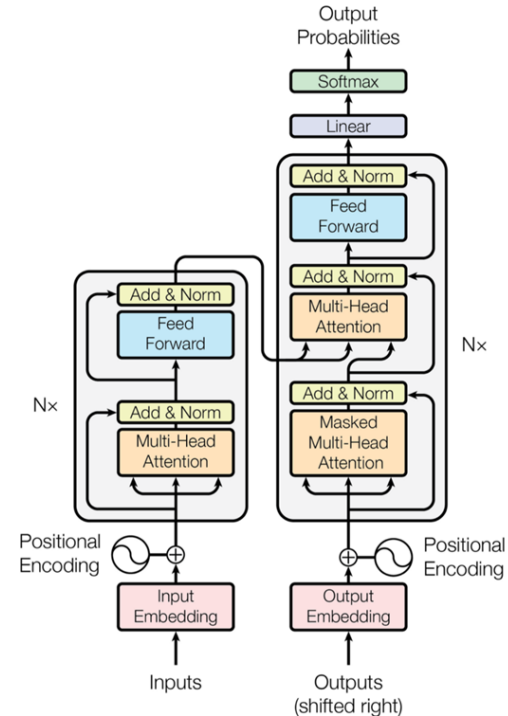 Output
Probabilities
Softmax
Linear
Add & Norm
Feed
Forward
Add & Norm
Multi-Head
Attention
Add & Norm
Masked
Multi-Head
Attention
N×
Add & Norm
Feed
Forward
Add & Norm
Multi-Head
Attention
N×
Positional
Encoding
Positional
Encoding
Input
Embedding
Output
Embedding
Inputs
Outputs
(shifted right)